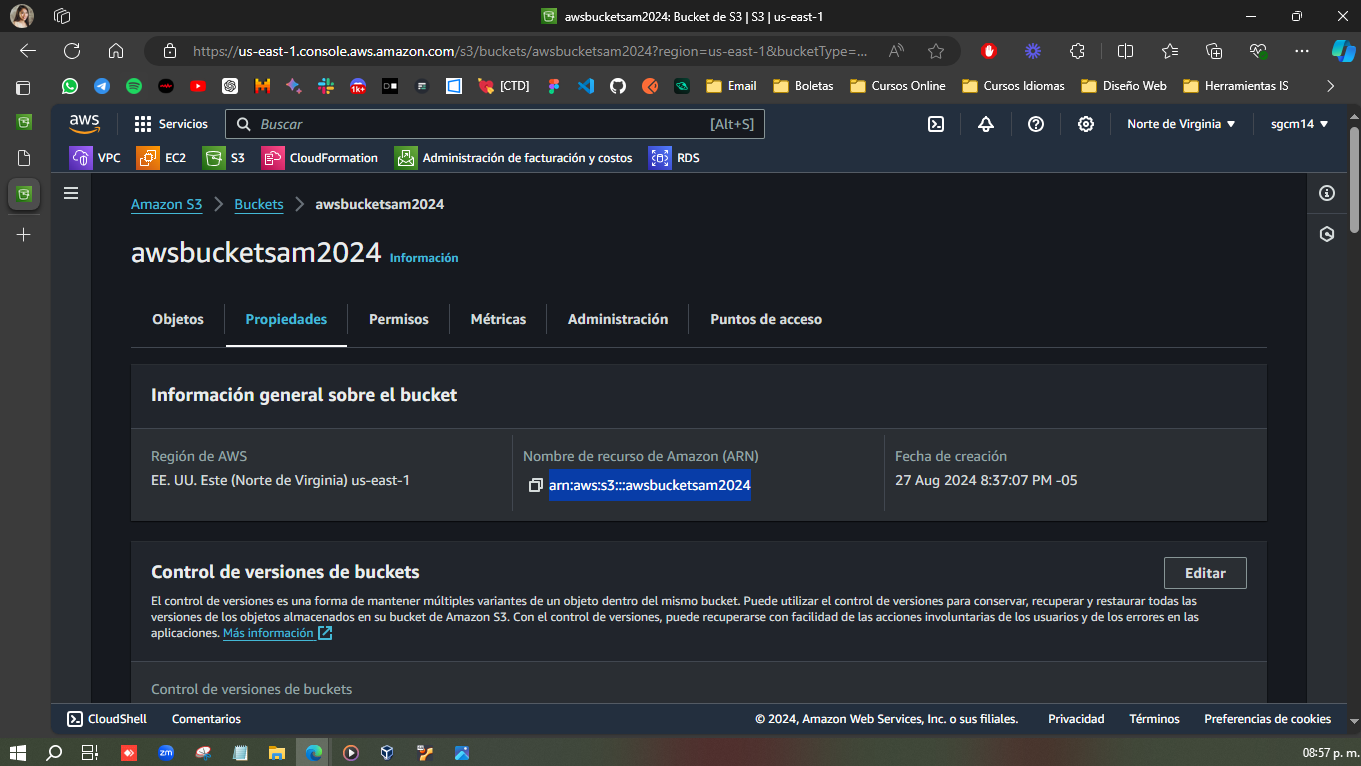 awsbucketsam2024: Bucket de S3 | S3 | us-east-1
https://us-east-1.console.aws.amazon.com/s3/buckets/awsbucketsam2024?region=us-east-1&bucketType=...
1k+
[CTD]
Email
Boletas
Cursos Online
Cursos Idiomas
Diseño Web
Herramientas IS
aws
Servicios
Buscar
[Alt+S]
Norte de Virginia
sgcm14
VPC
EC2
S3
CloudFormation
Administración de facturación y costos
RDS
Amazon S3
Buckets
awsbucketsam2024
awsbucketsam2024 Información
Objetos
Propiedades
Permisos
Métricas
Administración
Puntos de acceso
Información general sobre el bucket
Región de AWS
EE. UU. Este (Norte de Virginia) us-east-1
Nombre de recurso de Amazon (ARN)
arn:aws:s3:::awsbucketsam2024
Fecha de creación
27 Aug 2024 8:37:07 PM -05
Control de versiones de buckets
Editar
El control de versiones es una forma de mantener múltiples variantes de un objeto dentro del mismo bucket. Puede utilizar el control de versiones para conservar, recuperar y restaurar todas las
versiones de los objetos almacenados en su bucket de Amazon S3. Con el control de versiones, puede recuperarse con facilidad de las acciones involuntarias de los usuarios y de los errores en las
aplicaciones. Más información
Control de versiones de buckets
CloudShell
Comentarios
© 2024, Amazon Web Services, Inc. o sus filiales.
Privacidad
Términos
Preferencias de cookies
zm
08:57 p. m.